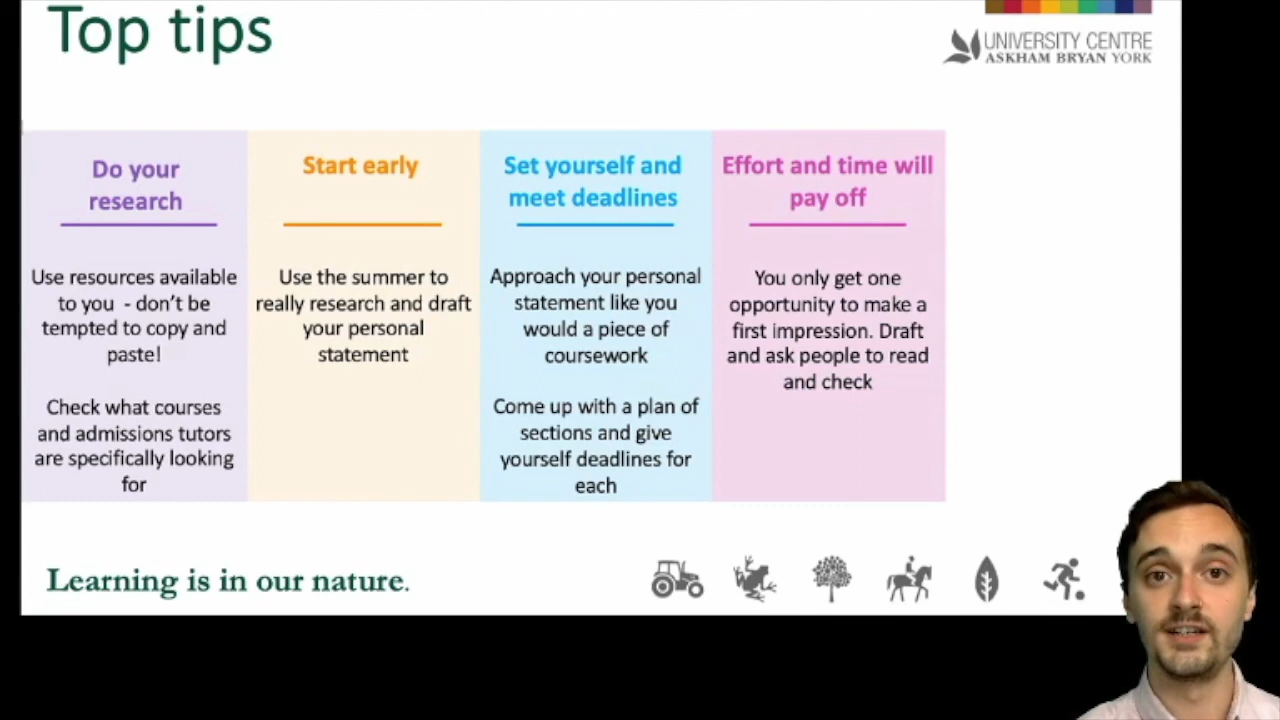 Top tips
UNIVERSITY CENTRE
ASKHAM BRYAN YORK
Do your
research
Use resources available
to you - don't be
tempted to copy and
paste!
Check what courses
and admissions tutors
are specifically looking
for
Start early
Use the summer to
really research and draft
your personal
statement
Set yourself and
meet deadlines
Approach your personal
statement like you
would a piece of
coursework
Come up with a plan of
sections and give
yourself deadlines for
each
Effort and time will
pay off
You only get one
opportunity to make a
first impression. Draft
and ask people to read
and check
Learning is in our nature.